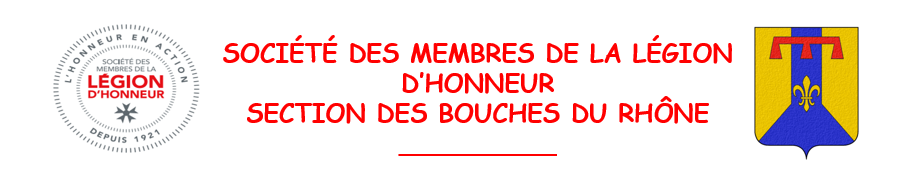 L'HONNEUR EN ACTION
SOCIÉTÉ DES
MEMBRES DE LA
LÉGION
D'HONNEUR
DEPUIS 1921
SOCIÉTÉ DES MEMBRES DE LA LÉGION
D'HONNEUR
SECTION DES BOUCHES DU RHÔNE